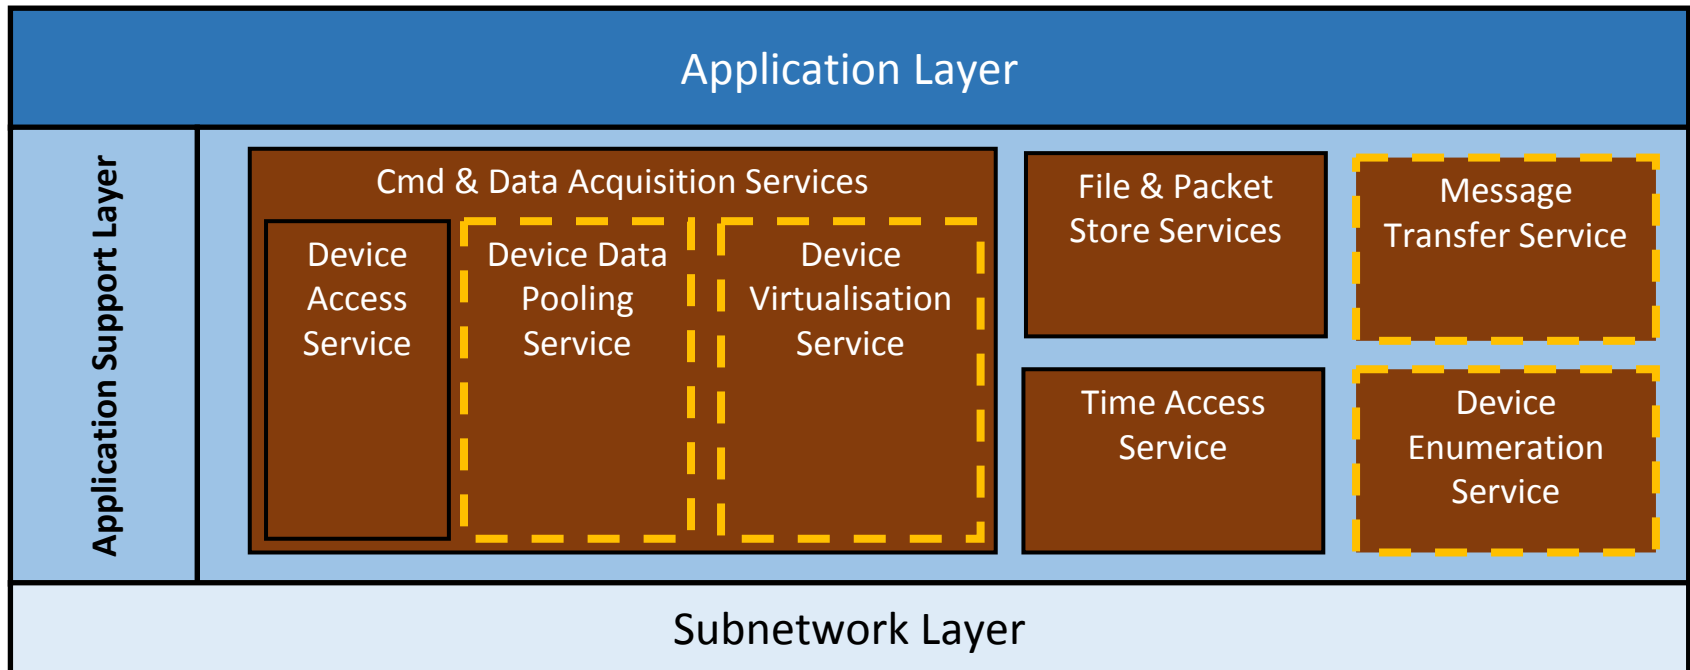 Application Layer
Application Support Layer
Cmd & Data Acquisition Services
Device
Access
Service
Device Data
Pooling
Service
Device
Virtualisation
Service
File & Packet
Store Services
Message
Transfer Service
Time Access
Service
Device
Enumeration
Service
Subnetwork Layer